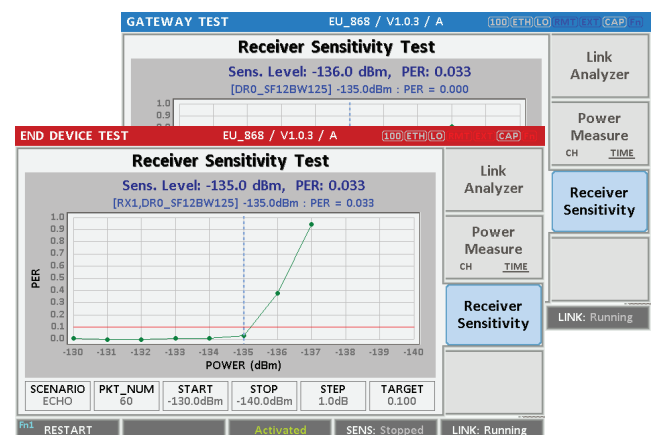 GATEWAY TEST EU_868 / V1.0.3 / A 100 ETH LO RMT EXT CAP Fn
Receiver Sensitivity Test
Sens. Level: -136.0 dBm, PER: 0.033
[DR0_SF12BW125] -135.0dBm : PER = 0.000
1.0
0.9
Link
Analyzer
Power
Measure
CH TIME
Receiver
Sensitivity
LINK: Running
END DEVICE TEST EU_868 / V1.0.3 / A 100 ETH LO CAP
Receiver Sensitivity Test
Sens. Level: -135.0 dBm, PER: 0.033
[RX1,DR0_SF12BW125] -135.0dBm : PER = 0.033
PER
1.0
0.9
0.8
0.7
0.6
0.5
0.4
0.3
0.2
0.1
0.0
-130 -131 -132 -133 -134 -135 -136 -137 -138 -139 -140
POWER (dBm)
SCENARIO PKT_NUM START STOP STEP TARGET
ECHO 60 -130.0dBm -140.0dBm 1.0dB 0.100
Link
Analyzer
Power
Measure
CH TIME
Receiver
Sensitivity
Fn1 RESTART Activated SENS: Stopped LINK: Running